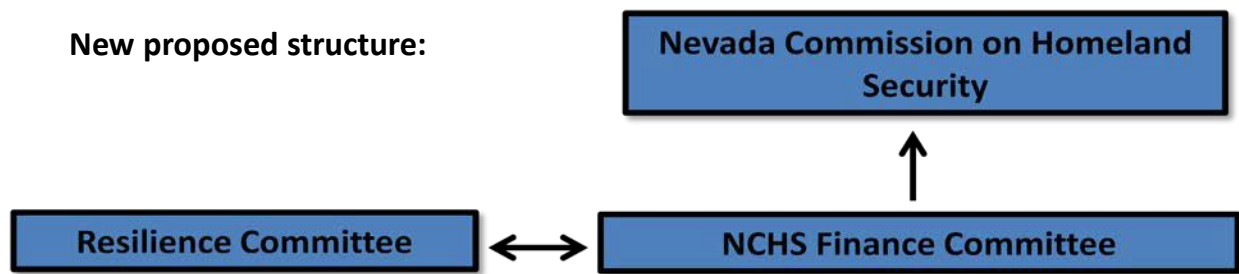 New proposed structure:
Nevada Commission on Homeland
Security
Resilience Committee
NCHS Finance Committee